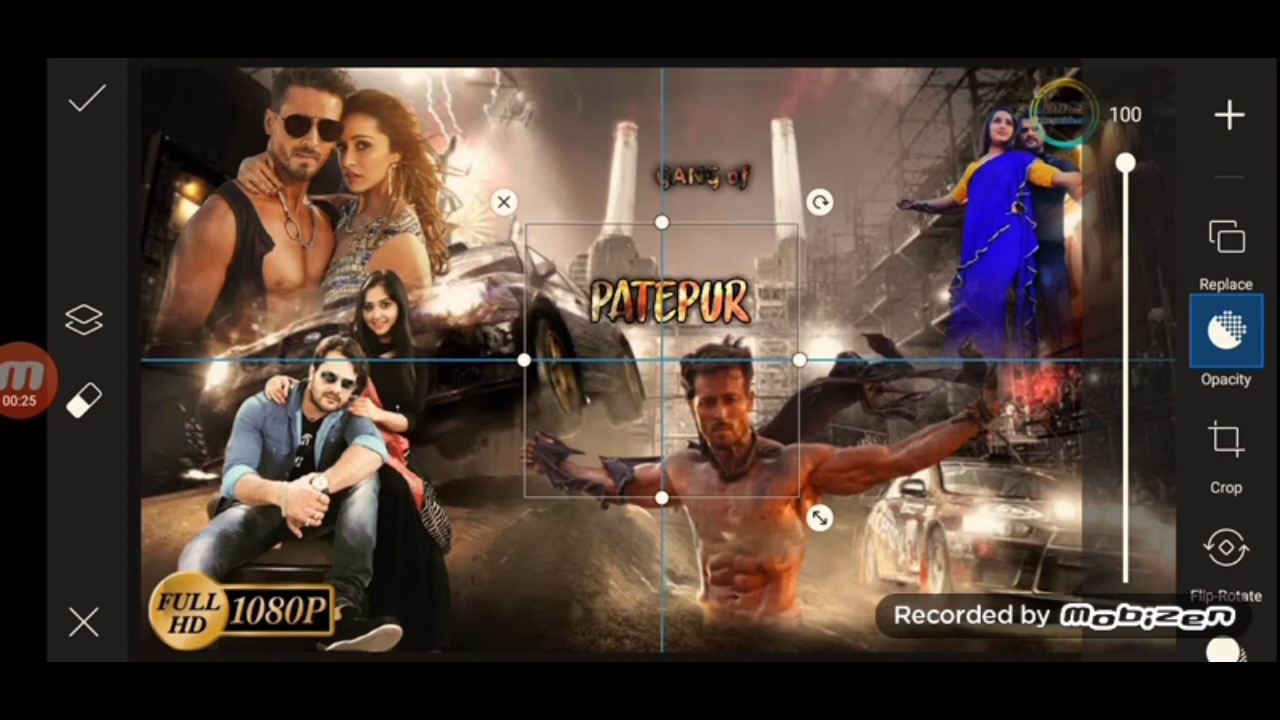 100
GANG of
Replace
PATEPUR
Opacity
00:25
Crop
Flip-Rotate
FULL HD 1080P
Recorded by mobizen